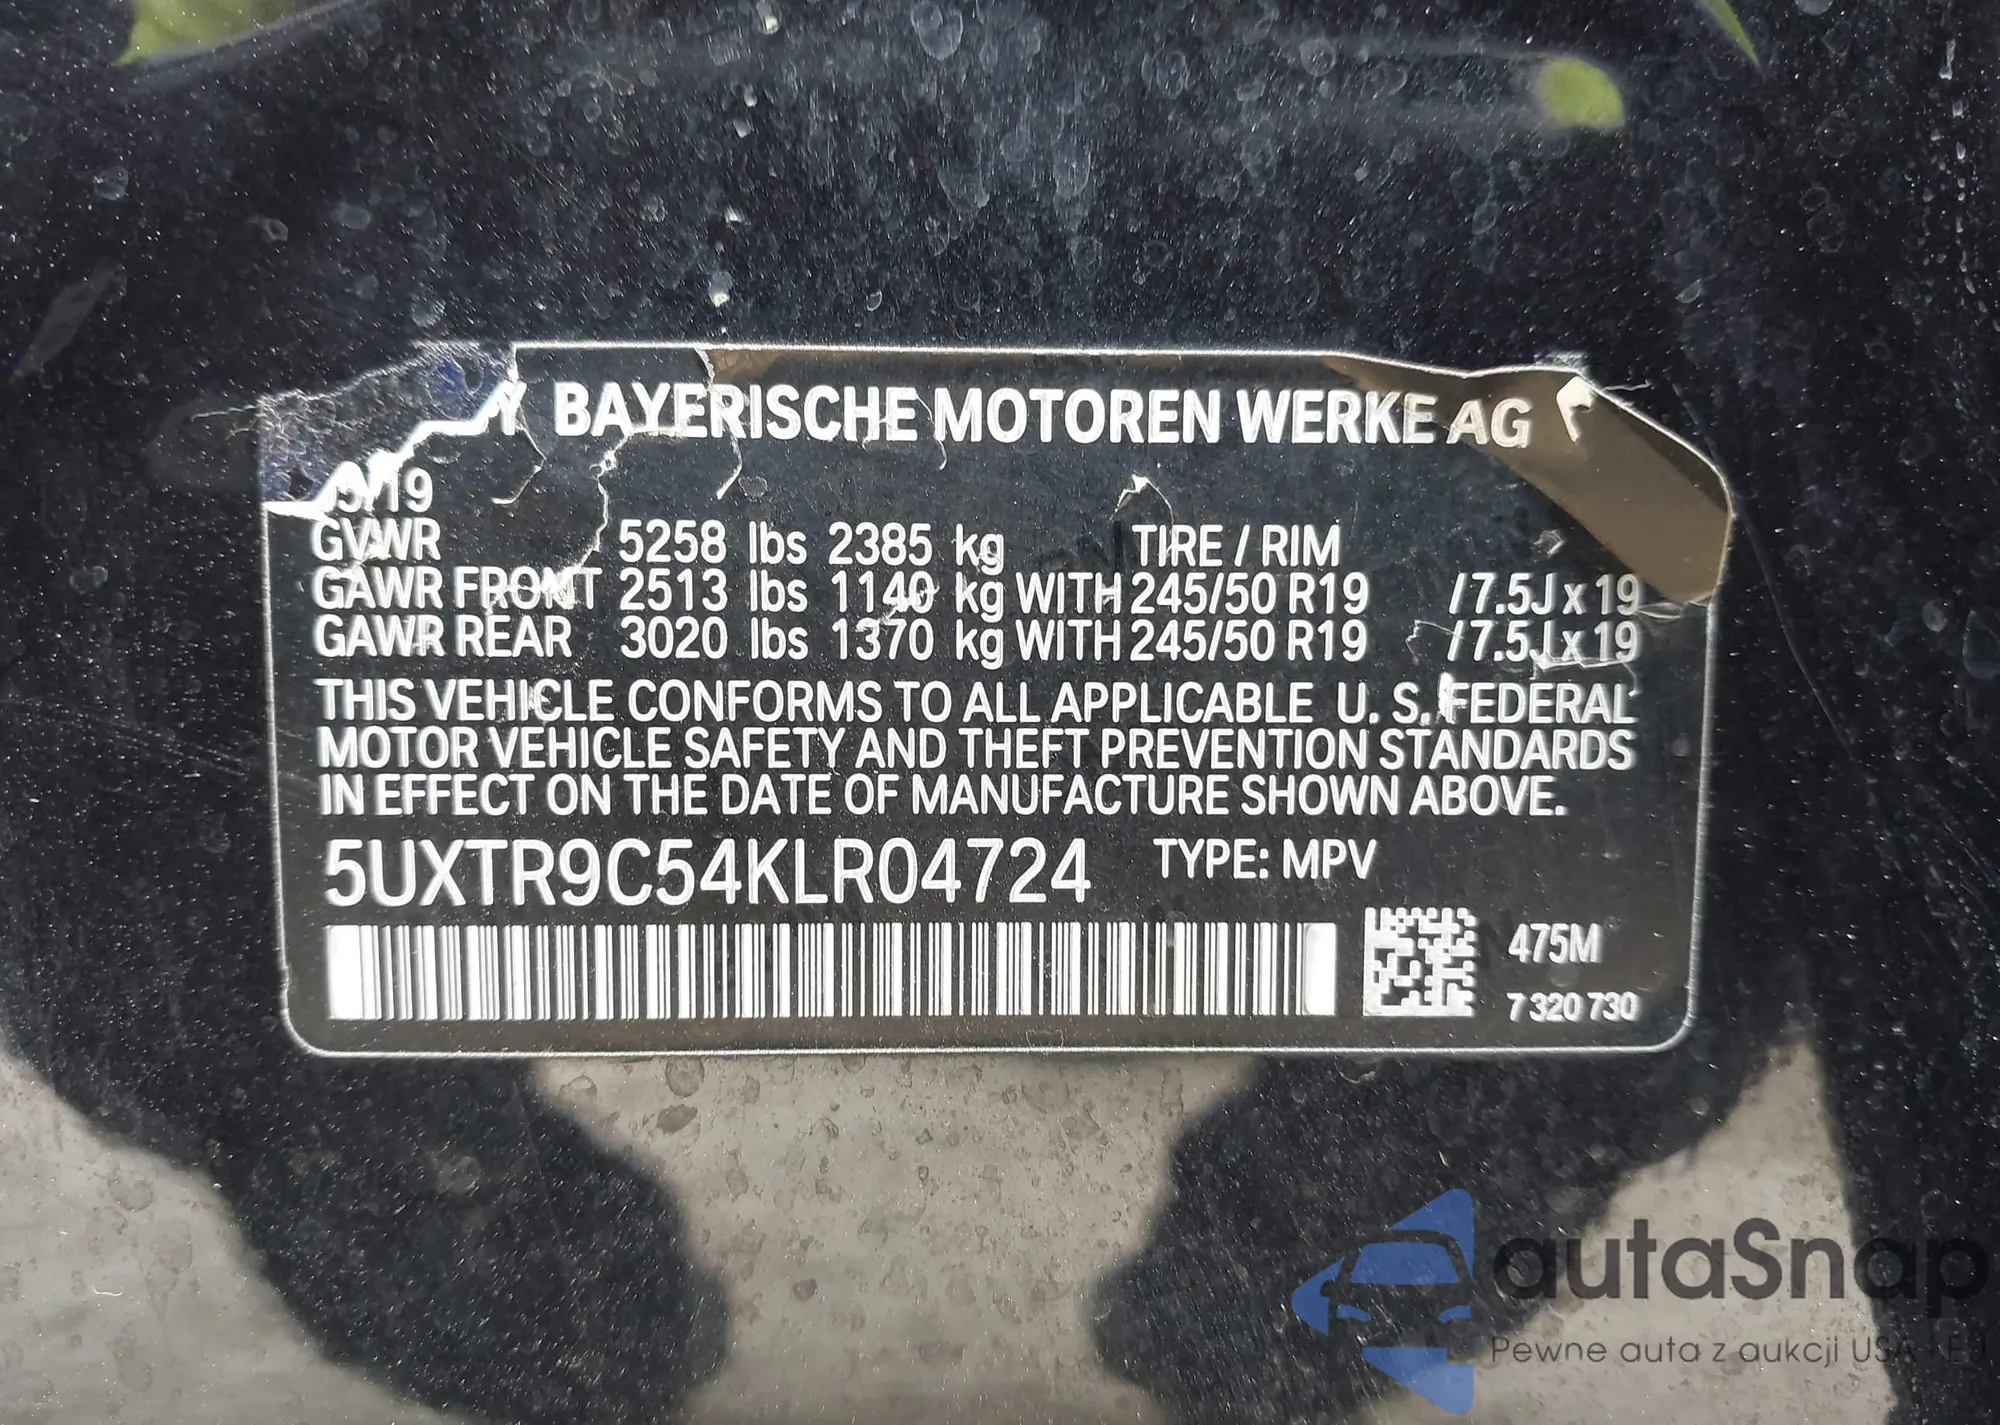 BAYERISCHE MOTOREN WERKE AG
/19
GVWR 5258 lbs 2385 kg TIRE / RIM
GAWR FRONT 2513 lbs 1140 kg WITH 245/50 R19 / 7.5J x 19
GAWR REAR 3020 lbs 1370 kg WITH 245/50 R19 / 7.5J x 19
THIS VEHICLE CONFORMS TO ALL APPLICABLE U. S. FEDERAL
MOTOR VEHICLE SAFETY AND THEFT PREVENTION STANDARDS
IN EFFECT ON THE DATE OF MANUFACTURE SHOWN ABOVE.
5UXTR9C54KLR04724 TYPE: MPV
475M
7 320 730
autaSnap
Pewne auta z aukcji USA - EU